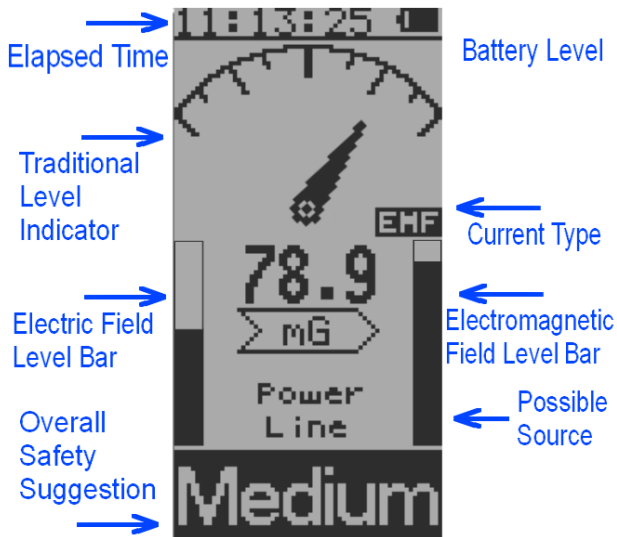 11:13:25
Elapsed Time
Battery Level
Traditional
Level
Indicator
EMF
Current Type
78.9
mG
Electric Field
Level Bar
Electromagnetic
Field Level Bar
Power
Line
Possible
Source
Overall
Safety
Suggestion
Medium